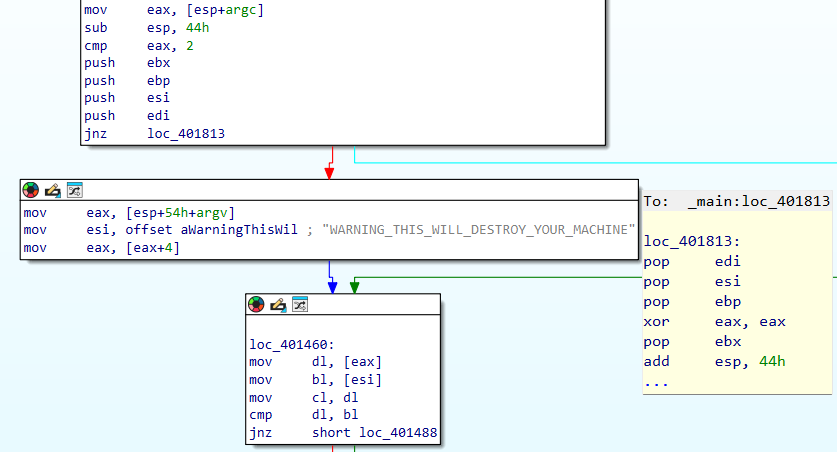 mov eax, [esp+argc]
sub esp, 44h
cmp eax, 2
push ebx
push ebp
push esi
push edi
jnz loc_401813
mov eax, [esp+54h+argv]
mov esi, offset aWarningThisWil ; "WARNING_THIS_WILL_DESTROY_YOUR_MACHINE"
mov eax, [eax+4]
To: _main:loc_401813
loc_401813:
pop edi
pop esi
pop ebp
xor eax, eax
pop ebx
add esp, 44h
...
loc_401460:
mov dl, [eax]
mov bl, [esi]
mov cl, dl
cmp dl, bl
jnz short loc_401488